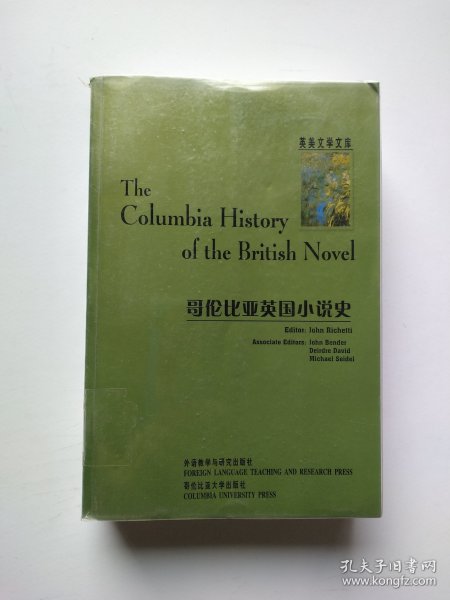 英美文学文库
The
Columbia History
of the British Novel
哥伦比亚英国小说史
Editor: John Richetti
Associate Editors: John Bender
Deirdre David
Michael Seidel
外语教学与研究出版社
FOREIGN LANGUAGE TEACHING AND RESEARCH PRESS
哥伦比亚大学出版社
COLUMBIA UNIVERSITY PRESS
孔夫子旧书网
www.kongfz.com